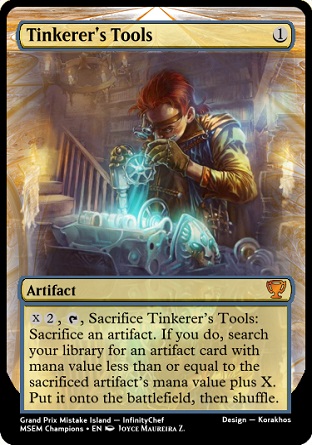 Tinkerer's Tools 1
Artifact
X 2, T, Sacrifice Tinkerer's Tools:
Sacrifice an artifact. If you do, search
your library for an artifact card with
mana value less than or equal to the
sacrificed artifact's mana value plus X.
Put it onto the battlefield, then shuffle.
Grand Prix Mistake Island — InfinityChef Design — Korakhos
MSEM Champions • EN Joyce Maureira Z.